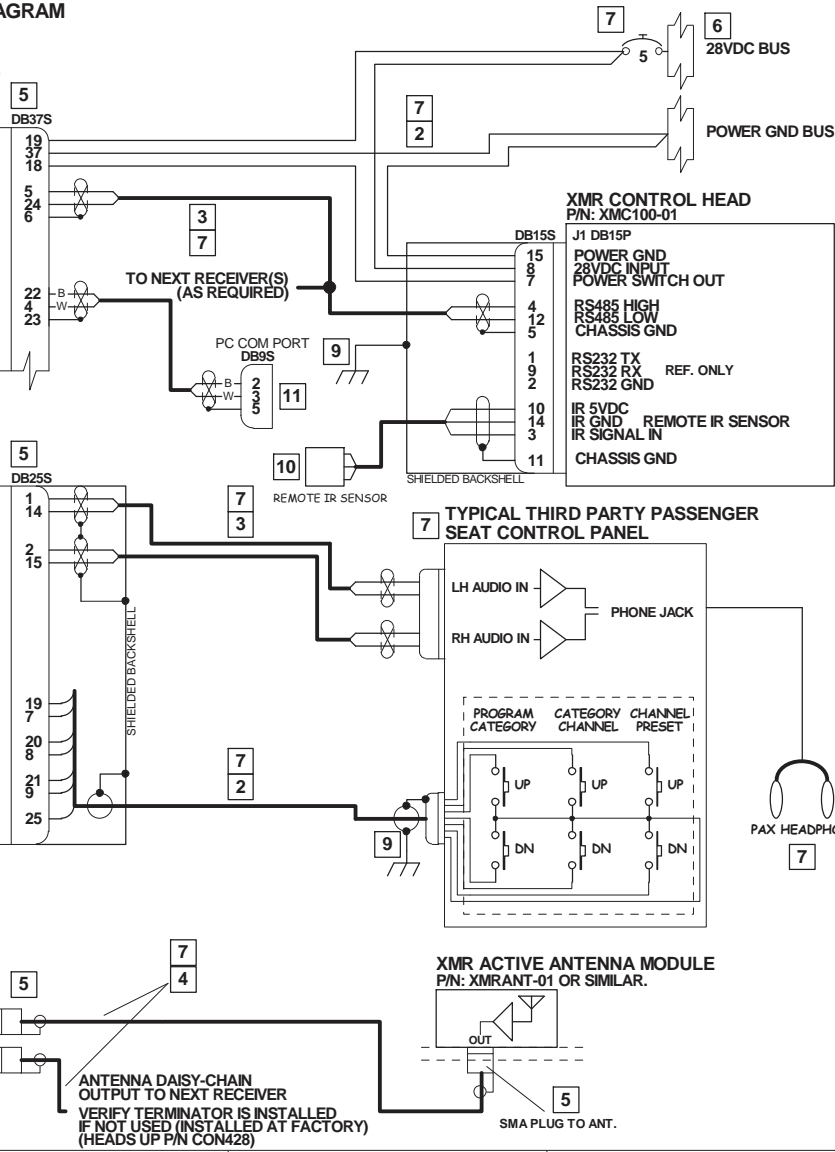 AGRAM
7
6
5
28VDC BUS
5
DB37S
7
2
POWER GND BUS
19
37
18
5
24
6
3
7
XMR CONTROL HEAD
P/N: XMC100-01
DB15S
J1 DB15P
15 POWER GND
8 28VDC INPUT
7 POWER SWITCH OUT
TO NEXT RECEIVER(S)
(AS REQUIRED)
22 B
4 W
23
4 RS485 HIGH
12 RS485 LOW
5 CHASSIS GND
PC COM PORT
DB9S
9
B 2
W 3
5
11
1 RS232 TX
9 RS232 RX REF. ONLY
2 RS232 GND
10 IR 5VDC
14 IR GND REMOTE IR SENSOR
3 IR SIGNAL IN
11 CHASSIS GND
10
REMOTE IR SENSOR
SHIELDED BACKSHELL
5
DB25S
1
14
2
15
7
3
7
TYPICAL THIRD PARTY PASSENGER
SEAT CONTROL PANEL
LH AUDIO IN
PHONE JACK
RH AUDIO IN
SHIELDED BACKSHELL
19
7
20
8
21
9
25
7
2
9
PROGRAM CATEGORY
CATEGORY CHANNEL
CHANNEL PRESET
UP UP UP
DN DN DN
PAX HEADPHO
7
5
7
4
XMR ACTIVE ANTENNA MODULE
P/N: XMRANT-01 OR SIMILAR.
OUT
5
SMA PLUG TO ANT.
ANTENNA DAISY-CHAIN
OUTPUT TO NEXT RECEIVER
VERIFY TERMINATOR IS INSTALLED
IF NOT USED (INSTALLED AT FACTORY)
(HEADS UP P/N CON428)